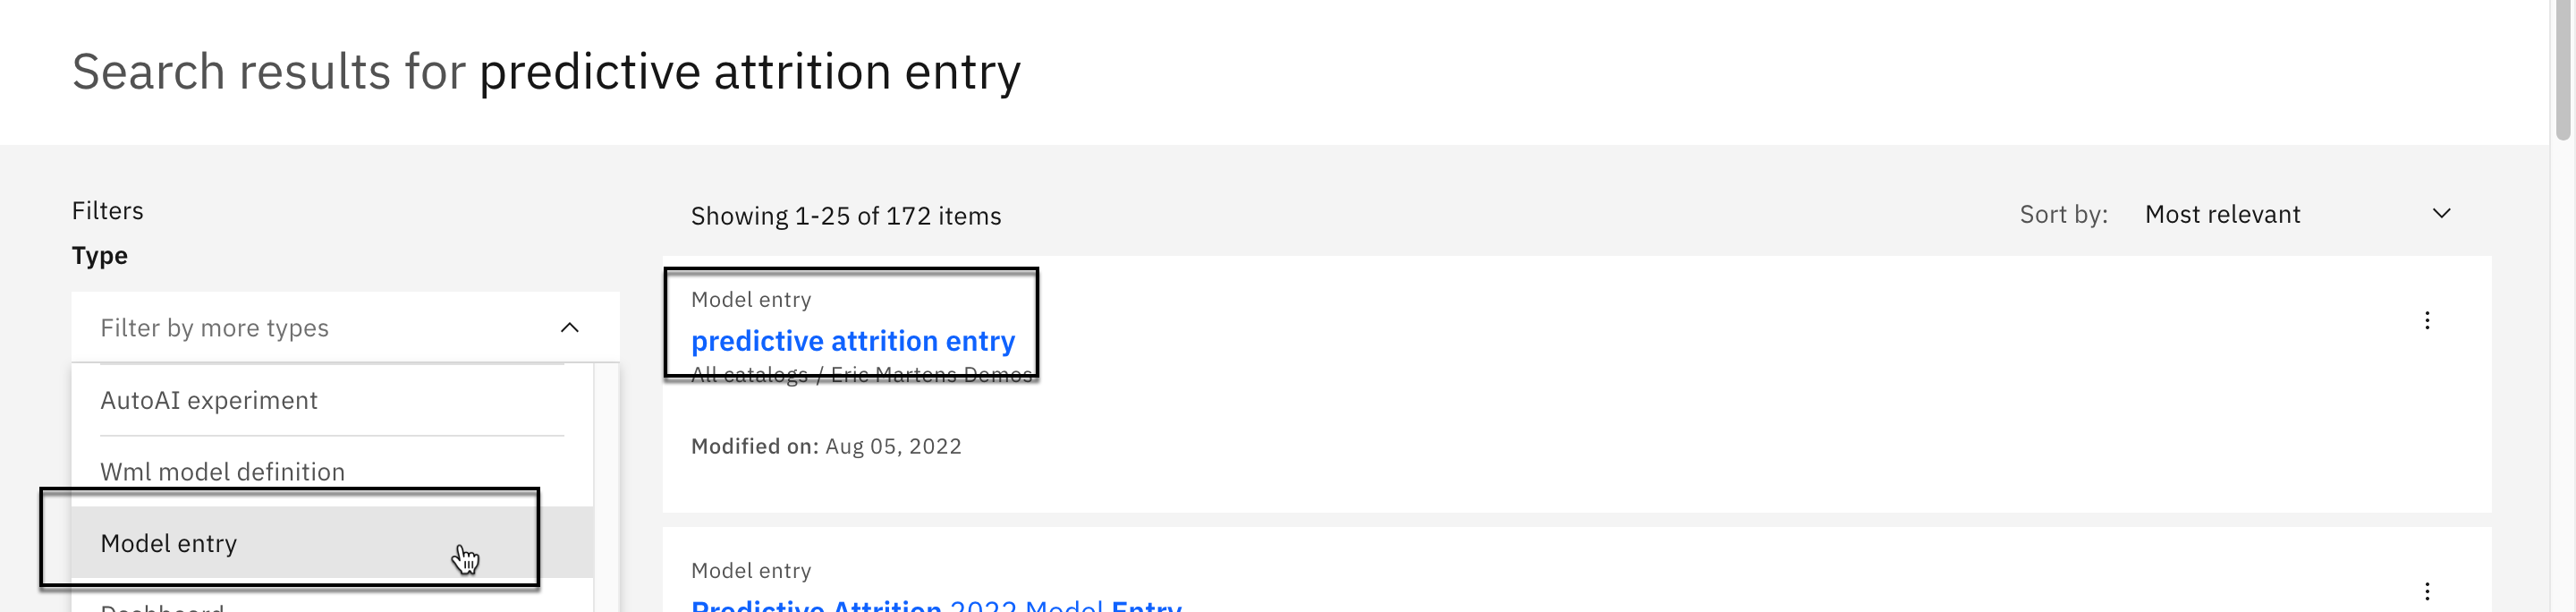 Search results for predictive attrition entry
Filters
Type
Filter by more types
AutoAI experiment
Wml model definition
Model entry
Dashboard
Showing 1-25 of 172 items
Sort by: Most relevant
Model entry
predictive attrition entry
All catalogs / Eric Martens Demos
Modified on: Aug 05, 2022
Model entry
Predictive Attrition 2022 Model Entry